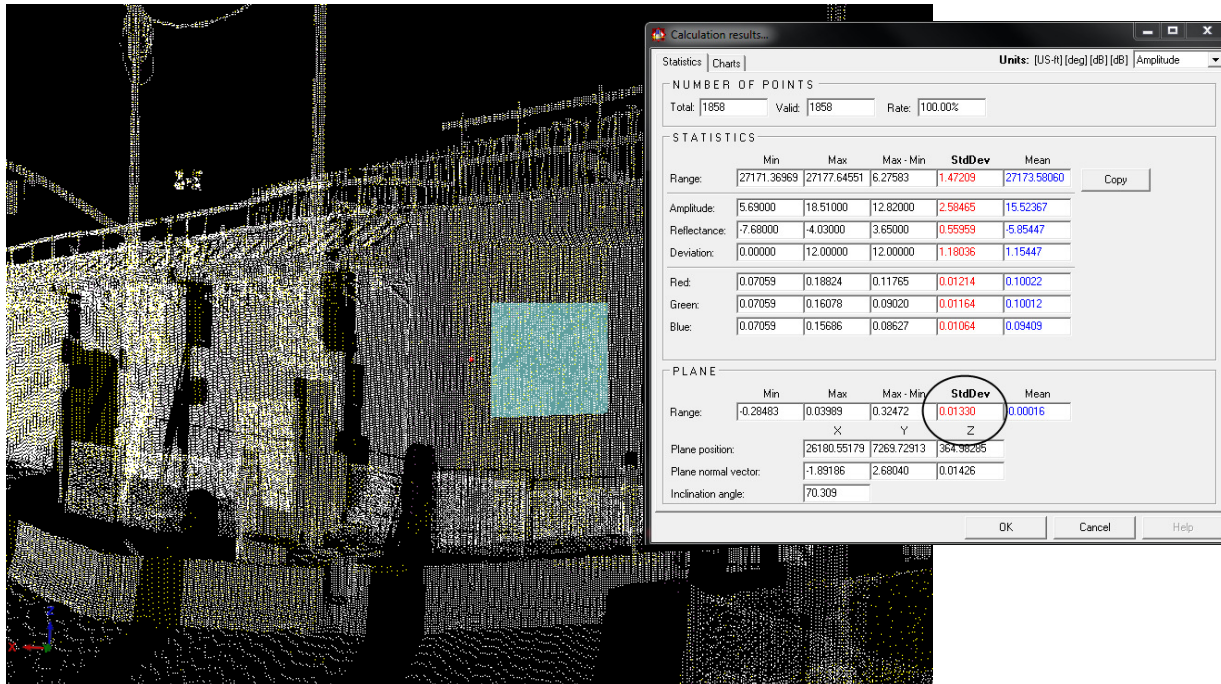 Calculation results...
Statistics Charts Units: [US-ft] [deg] [dB] [dB] Amplitude
NUMBER OF POINTS
Total: 1858 Valid: 1858 Rate: 100.00%
STATISTICS
Min Max Max - Min StdDev Mean
Range: 27171.36969 27177.64551 6.27583 1.47209 27173.58060 Copy
Amplitude: 5.69000 18.51000 12.82000 2.58465 15.52367
Reflectance: -7.68000 -4.03000 3.65000 0.55959 -5.85447
Deviation: 0.00000 12.00000 12.00000 1.18036 1.15447
Red: 0.07059 0.18824 0.11765 0.01214 0.10022
Green: 0.07059 0.16078 0.09020 0.01164 0.10012
Blue: 0.07059 0.15686 0.08627 0.01064 0.09409
PLANE
Min Max Max - Min StdDev Mean
Range: -0.28483 0.03989 0.32472 0.01330 0.00016
X Y Z
Plane position: 26180.55179 7269.72913 364.98285
Plane normal vector: -1.89186 2.68040 0.01426
Inclination angle: 70.309
OK Cancel Help
Z
X